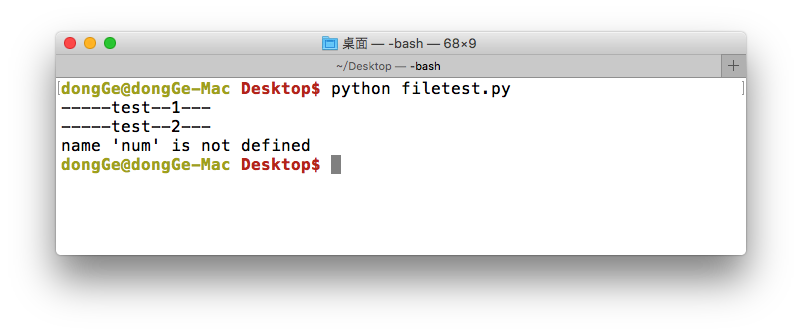 桌面 — -bash — 68×9
~/Desktop — -bash
dongGe@dongGe-Mac Desktop$ python filetest.py
-----test--1---
-----test--2---
name 'num' is not defined
dongGe@dongGe-Mac Desktop$